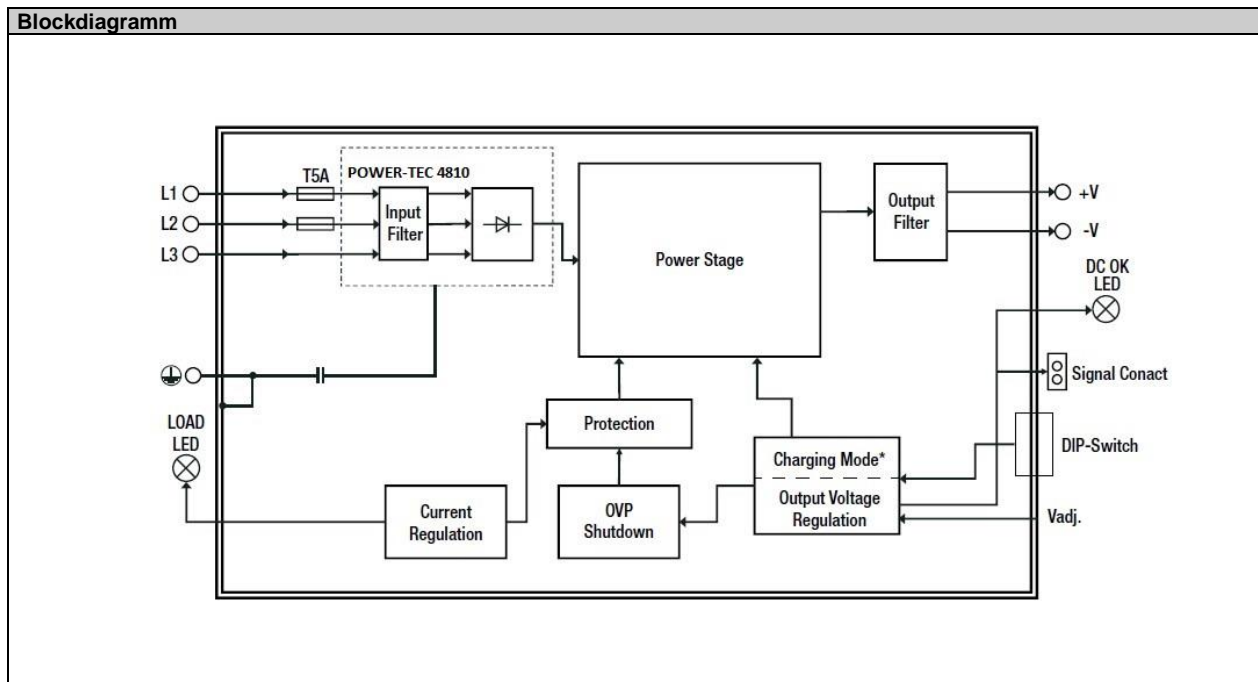 Blockdiagramm
T5A
POWER-TEC 4810
L1
L2
L3
Input
Filter
Power Stage
Output
Filter
+V
-V
DC OK
LED
Signal Conact
LOAD
LED
Protection
Charging Mode*
Output Voltage
Regulation
DIP-Switch
Current
Regulation
OVP
Shutdown
Vadj.